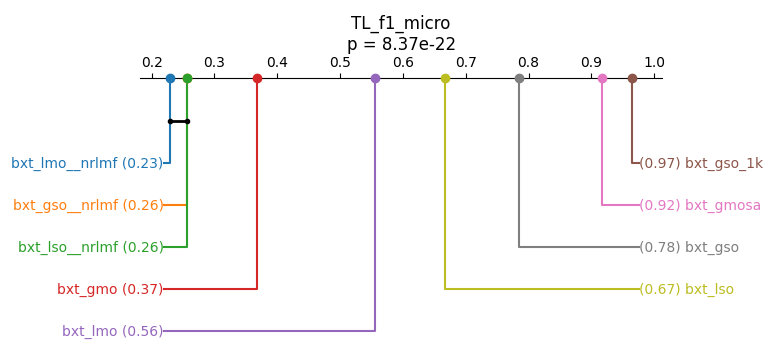 TL_f1_micro
p = 8.37e-22
0.2 0.3 0.4 0.5 0.6 0.7 0.8 0.9 1.0
bxt_lmo__nrlmf (0.23) (0.97) bxt_gso_1k
bxt_gso__nrlmf (0.26) (0.92) bxt_gmosa
bxt_lso__nrlmf (0.26) (0.78) bxt_gso
bxt_gmo (0.37) (0.67) bxt_lso
bxt_lmo (0.56)